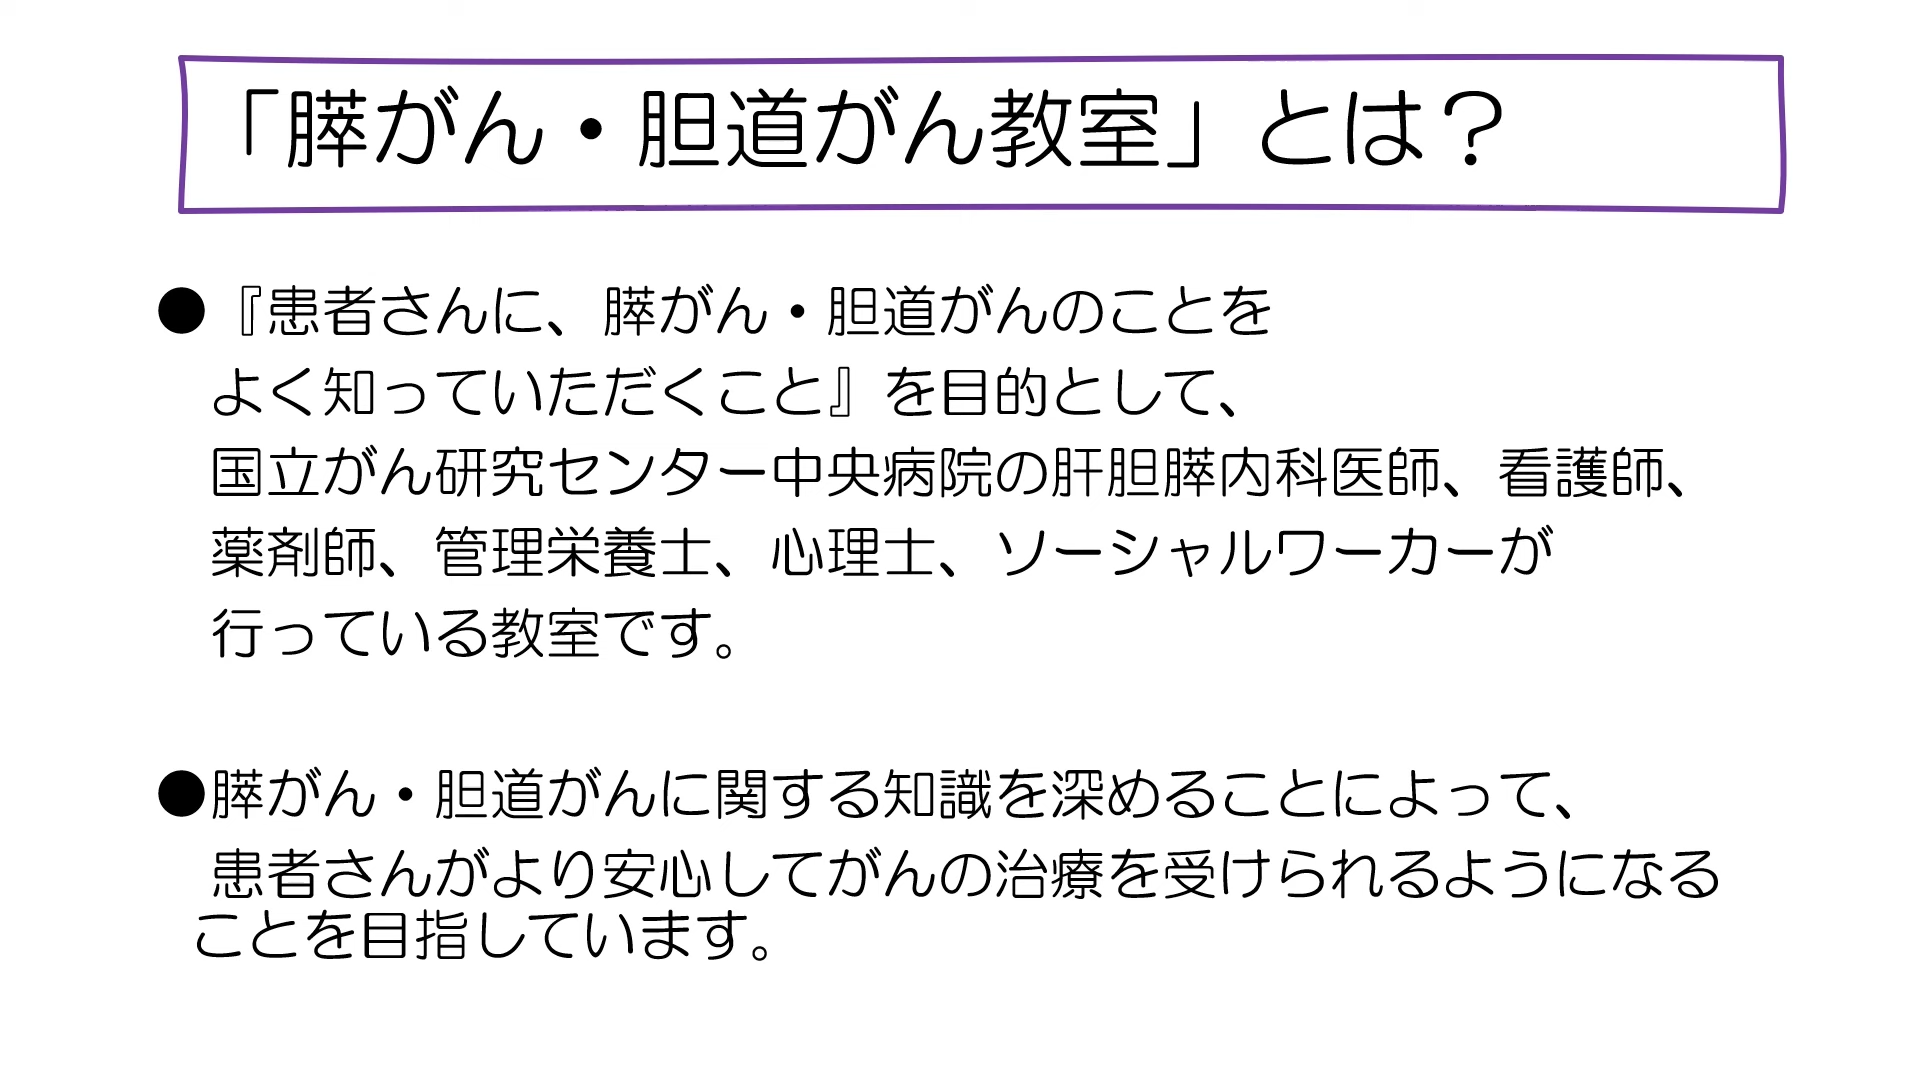 「膵がん・胆道がん教室」とは？
●『患者さんに、膵がん・胆道がんのことを
よく知っていただくこと』を目的として、
国立がん研究センター中央病院の肝胆膵内科医師、看護師、
薬剤師、管理栄養士、心理士、ソーシャルワーカーが
行っている教室です。
●膵がん・胆道がんに関する知識を深めることによって、
患者さんがより安心してがんの治療を受けられるようになる
ことを目指しています。